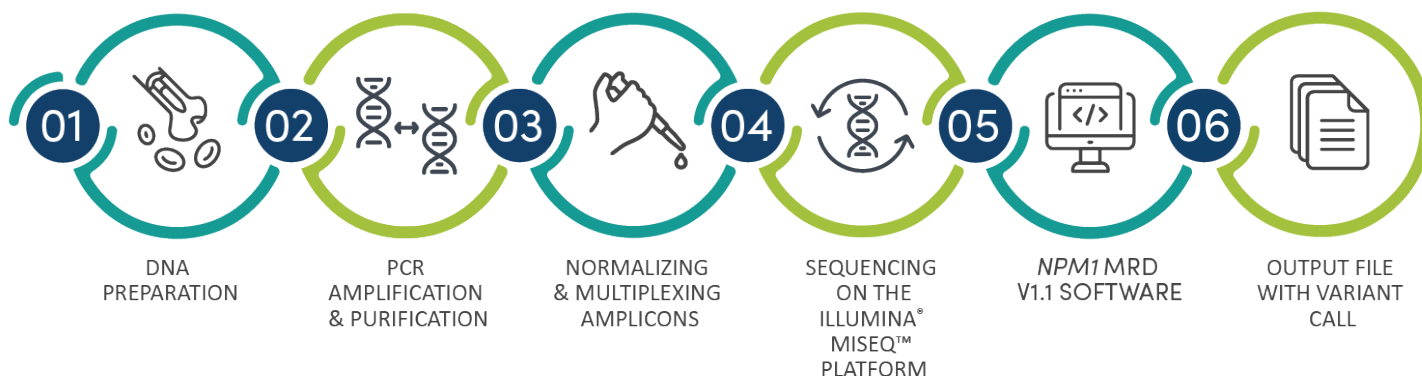 01
DNA
PREPARATION
02
PCR
AMPLIFICATION
& PURIFICATION
03
NORMALIZING
& MULTIPLEXING
AMPLICONS
04
SEQUENCING
ON THE
ILLUMINA®
MISEQ™
PLATFORM
05
</>
NPM1 MRD
V1.1 SOFTWARE
06
OUTPUT FILE
WITH VARIANT
CALL